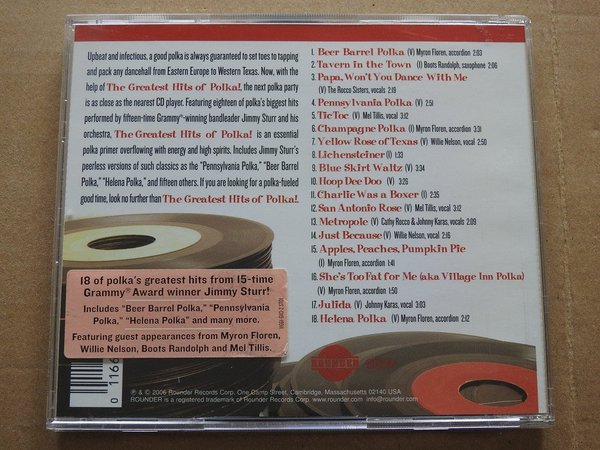 Upbeat and infectious, a good polka is always guaranteed to set toes to tapping
and pack any dancehall from Eastern Europe to Western Texas. Now, with the
help of The Greatest Hits of Polka!, the next polka party
is as close as the nearest CD player. Featuring eighteen of polka's biggest hits
performed by fifteen-time Grammy®-winning bandleader Jimmy Sturr and his
orchestra, The Greatest Hits of Polka! is an essential
polka primer overflowing with energy and high spirits. Includes Jimmy Sturr's
peerless versions of such classics as the "Pennsylvania Polka," "Beer Barrel
Polka," "Helena Polka," and fifteen others. If you are looking for a polka-fueled
good time, look no further than The Greatest Hits of Polka!.
18 of polka's greatest hits from 15-time
Grammy® Award winner Jimmy Sturr!
Includes "Beer Barrel Polka," "Pennsylvania
Polka," "Helena Polka" and many more.
Featuring guest appearances from Myron Floren,
Willie Nelson, Boots Randolph and Mel Tillis.
0 1166
1. Beer Barrel Polka (V) Myron Floren, accordion 2:03
2. Tavern in the Town (I) Boots Randolph, saxophone 2:06
3. Papa, Won't You Dance With Me
(V) The Rocco Sisters, vocals 2:19
4. Pennsylvania Polka (V) 2:51
5. Tic Toc (V) Mel Tillis, vocal 3:12
6. Champagne Polka (I) Myron Floren, accordion 3:31
7. Yellow Rose of Texas (V) Willie Nelson, vocal 2:50
8. Lichensteiner (I) 1:33
9. Blue Skirt Waltz (V) 3:34
10. Hoop Dee Doo (V) 3:26
11. Charlie Was a Boxer (I) 2:35
12. San Antonio Rose (V) Mel Tillis, vocal 3:12
13. Metropole (V) Cathy Rocco & Johnny Karas, vocals 2:09
14. Just Because (V) Willie Nelson, vocal 2:16
15. Apples, Peaches, Pumpkin Pie
(I) Myron Floren, accordion 1:41
16. She's Too Fat for Me (aka Village Inn Polka)
(V) Myron Floren, accordion 1:50
17. Julida (V) Johnny Karas, vocal 3:03
18. Helena Polka (V) Myron Floren, accordion 2:12
ROUNDER
℗ & © 2006 Rounder Records Corp. One Camp Street, Cambridge, Massachusetts 02140 USA
ROUNDER is a registered trademark of Rounder Records Corp. www.rounder.com info@rounder.com